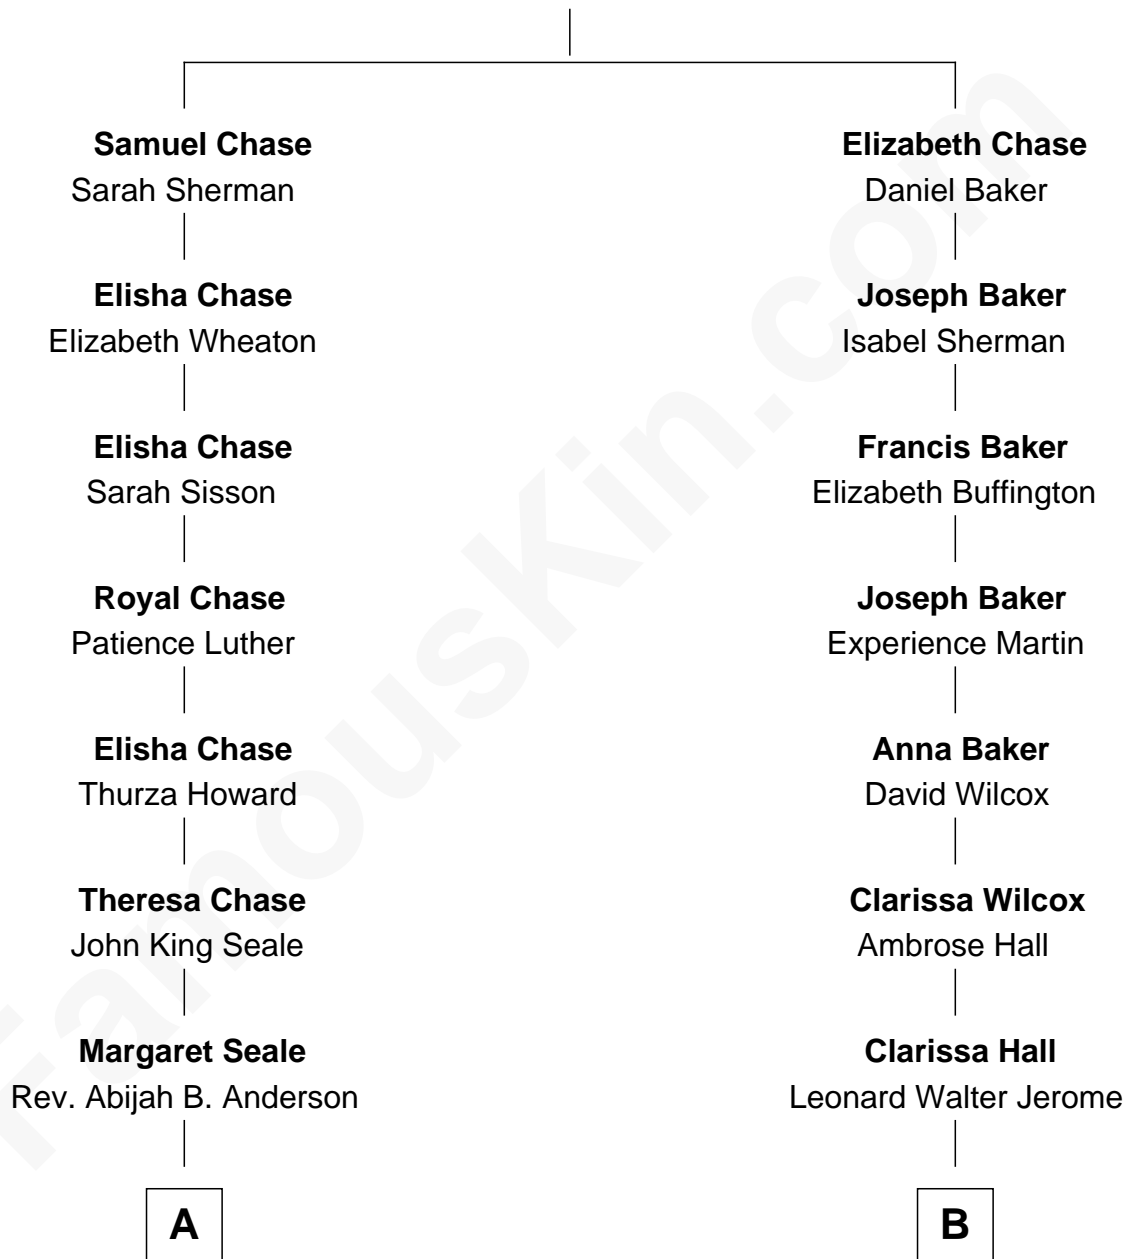 Samuel Chase
Sarah Sherman
Elisha Chase
Elizabeth Wheaton
Elisha Chase
Sarah Sisson
Royal Chase
Patience Luther
Elisha Chase
Thurza Howard
Theresa Chase
John King Seale
Margaret Seale
Rev. Abijah B. Anderson
A
Elizabeth Chase
Daniel Baker
Joseph Baker
Isabel Sherman
Francis Baker
Elizabeth Buffington
Joseph Baker
Experience Martin
Anna Baker
David Wilcox
Clarissa Wilcox
Ambrose Hall
Clarissa Hall
Leonard Walter Jerome
B
FamousKin.com